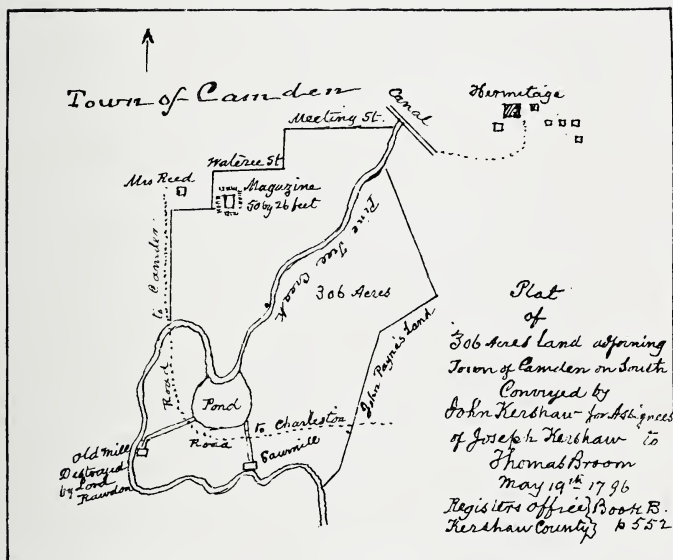 Town of Camden
Canal
Hermitage
Meeting St.
Wateree St
Mrs Reed
Magazine
50 by 26 feet
Pine Tree Creek
306 Acres
John Payne's Land
Road to Camden
Pond
Road to Charleston
Sawmill
Old Mill
Destroyed
by Lord
Rawdon
Plat
of
306 Acres Land adjoining
Town of Camden on South
Conveyed by
John Kershaw for Assignees
of Joseph Kershaw to
Thomas Broom
May 19th 1796
Registers office} Book B.
Kershaw County} p 552